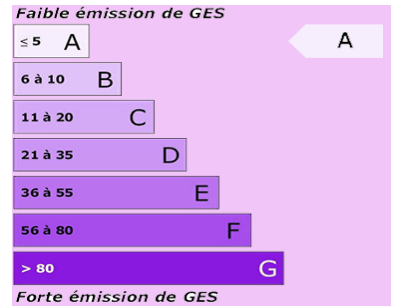 Faible émission de GES
≤ 5 A A
6 à 10 B
11 à 20 C
21 à 35 D
36 à 55 E
56 à 80 F
> 80 G
Forte émission de GES